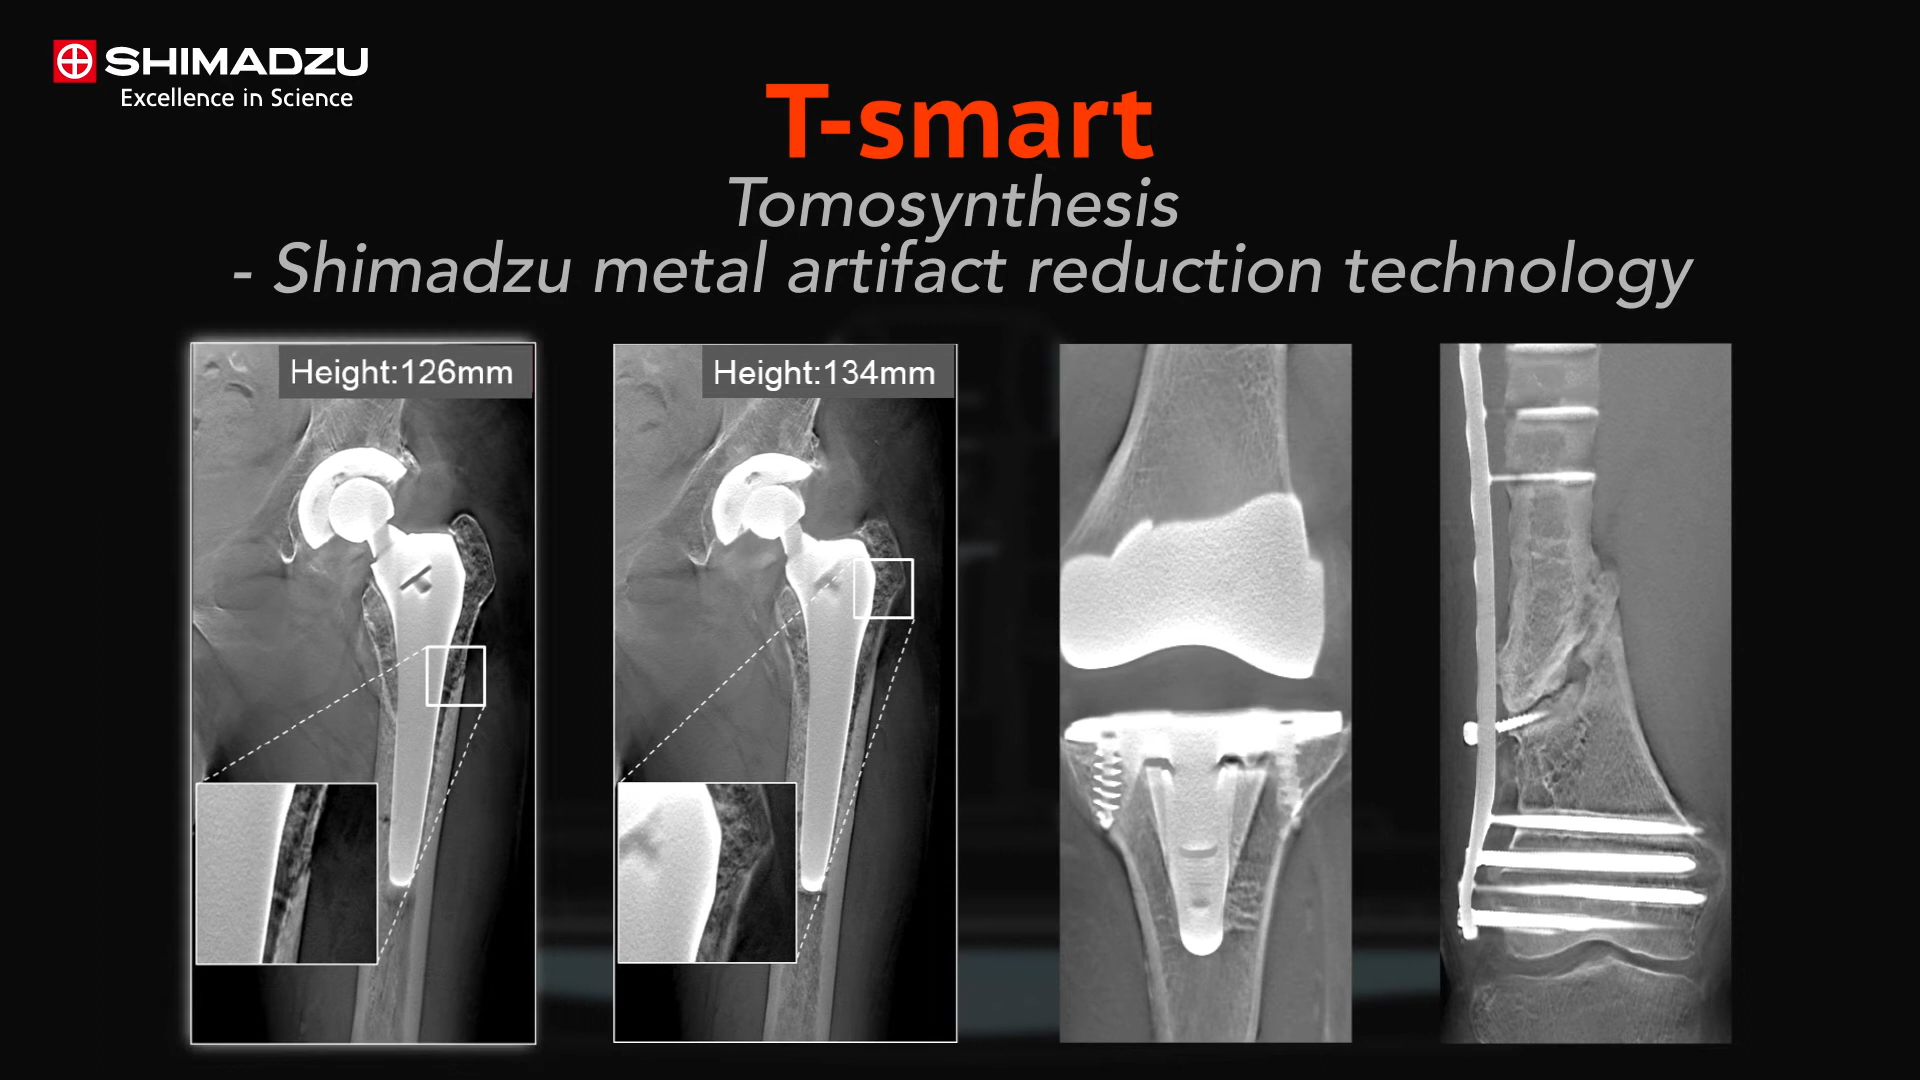 SHIMADZU
Excellence in Science
T-smart
Tomosynthesis
- Shimadzu metal artifact reduction technology
Height:126mm
Height:134mm